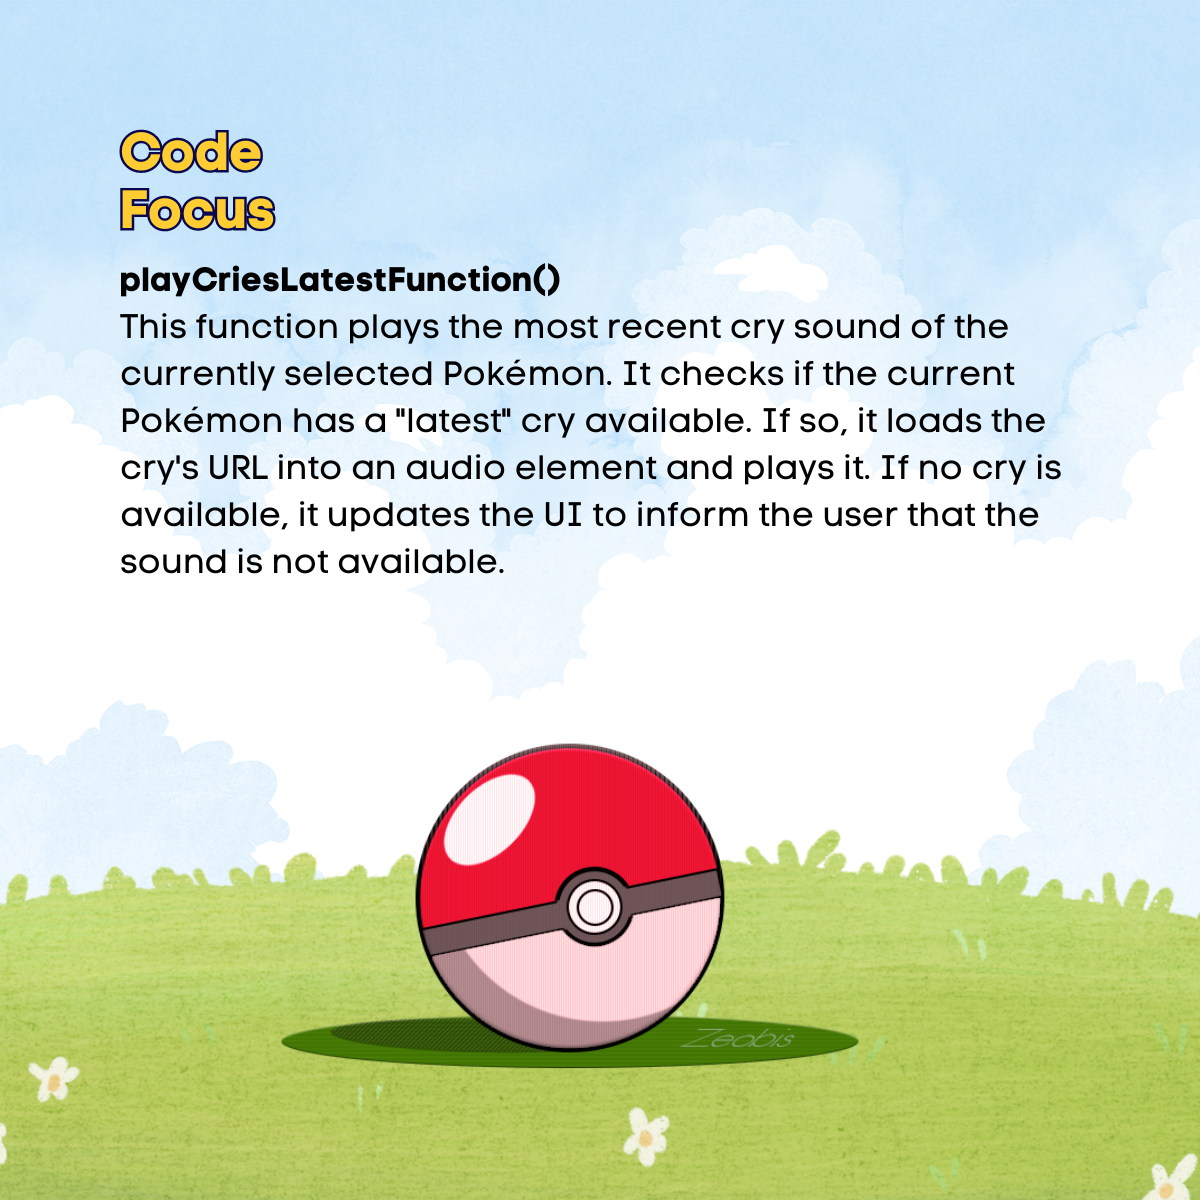 Code
Focus
playCriesLatestFunction()
This function plays the most recent cry sound of the
currently selected Pokémon. It checks if the current
Pokémon has a "latest" cry available. If so, it loads the
cry's URL into an audio element and plays it. If no cry is
available, it updates the UI to inform the user that the
sound is not available.
Zeobis